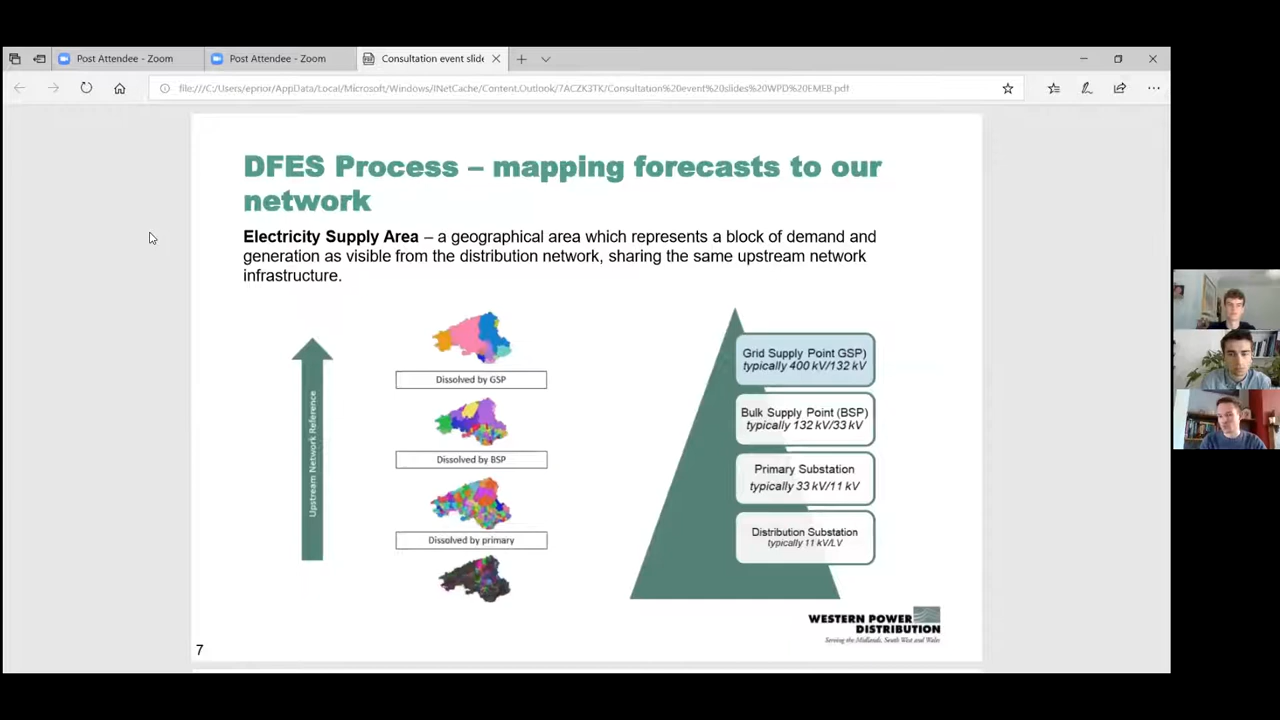 Post Attendee - Zoom
Post Attendee - Zoom
Consultation event slide
file:///C:/Users/eprior/AppData/Local/Microsoft/Windows/INetCache/Content.Outlook/7ACZK3TK/Consultation%20event%20slides%20WPD%20EMEB.pdf
DFES Process – mapping forecasts to our
network
Electricity Supply Area – a geographical area which represents a block of demand and
generation as visible from the distribution network, sharing the same upstream network
infrastructure.
Upstream Network Reference
Dissolved by GSP
Dissolved by BSP
Dissolved by primary
Grid Supply Point GSP)
typically 400 kV/132 kV
Bulk Supply Point (BSP)
typically 132 kV/33 kV
Primary Substation
typically 33 kV/11 kV
Distribution Substation
typically 11 kV/LV
WESTERN POWER
DISTRIBUTION
Serving the Midlands, South West and Wales
7